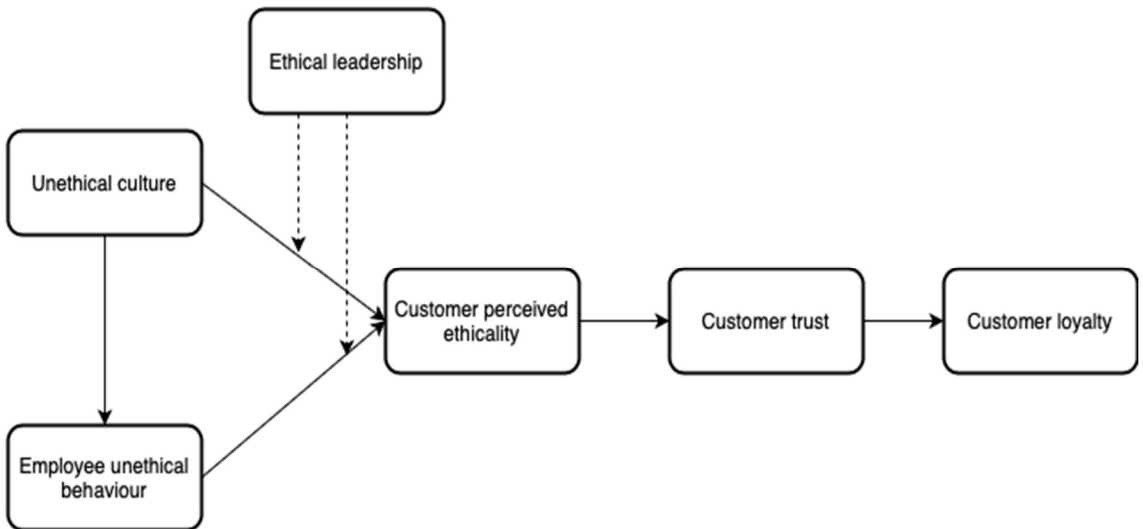 Ethical leadership
Unethical culture
Customer perceived
ethicality
Customer trust
Customer loyalty
Employee unethical
behaviour